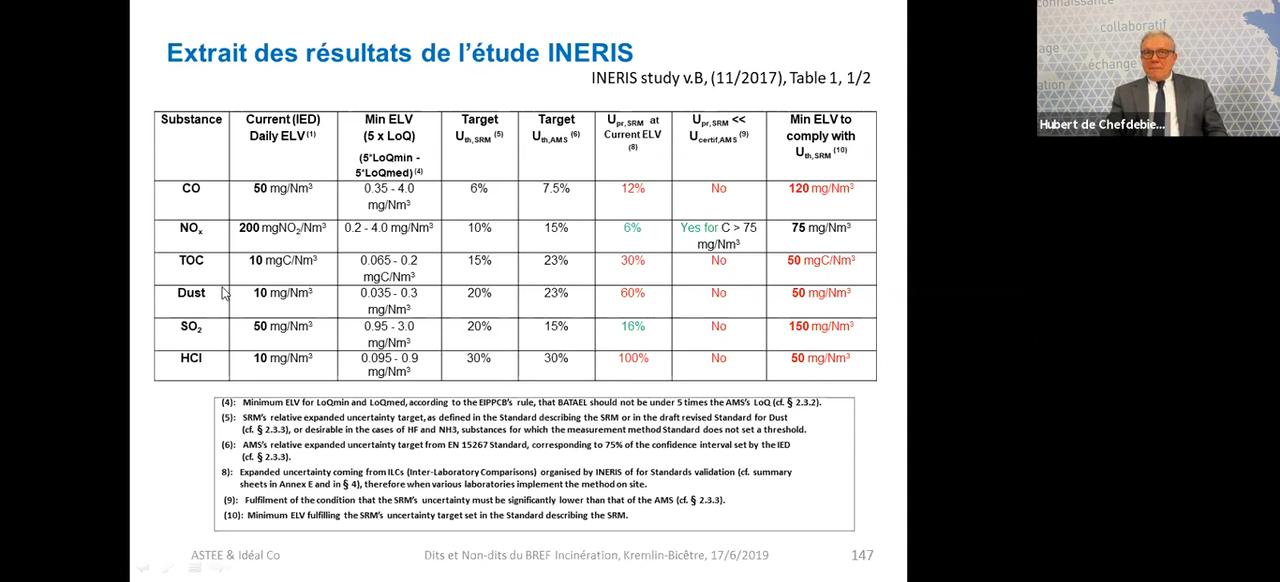 Extrait des résultats de l'étude INERIS
INERIS study v.B, (11/2017), Table 1, 1/2
Substance
Current (IED)
Daily ELV(1)
Min ELV
(5 x LoQ)
(5*LoQmin -
5*LoQmed)(4)
Target
Uth,SRM (5)
Target
Uth,AMS (6)
Upr,SRM at
Current ELV
(8)
Upr,SRM <<
Ucertif,AMS (9)
Min ELV to
comply with
Uth,SRM (10)
CO
50 mg/Nm³
0.35 - 4.0
mg/Nm³
6%
7.5%
12%
No
120 mg/Nm³
NOx
200 mgNO2/Nm³
0.2 - 4.0 mg/Nm³
10%
15%
6%
Yes for C > 75
mg/Nm³
75 mg/Nm³
TOC
10 mgC/Nm³
0.065 - 0.2
mgC/Nm³
15%
23%
30%
No
50 mgC/Nm³
Dust
10 mg/Nm³
0.035 - 0.3
mg/Nm³
20%
23%
60%
No
50 mg/Nm³
SO2
50 mg/Nm³
0.95 - 3.0
mg/Nm³
20%
15%
16%
No
150 mg/Nm³
HCl
10 mg/Nm³
0.095 - 0.9
mg/Nm³
30%
30%
100%
No
50 mg/Nm³
(4): Minimum ELV for LoQmin and LoQmed, according to the EIPPCB's rule, that BATAEL should not be under 5 times the AMS's LoQ (cf. § 2.3.2).
(5): SRM's relative expanded uncertainty target, as defined in the Standard describing the SRM or in the draft revised Standard for Dust
(cf. § 2.3.3), or desirable in the cases of HF and NH3, substances for which the measurement method Standard does not set a threshold.
(6): AMS's relative expanded uncertainty target from EN 15267 Standard, corresponding to 75% of the confidence interval set by the IED
(cf. § 2.3.3).
8): Expanded uncertainty coming from ILCs (Inter-Laboratory Comparisons) organised by INERIS of for Standards validation (cf. summary
sheets in Annex E and in § 4), therefore when various laboratories implement the method on site.
(9): Fulfilment of the condition that the SRM's uncertainty must be significantly lower than that of the AMS (cf. § 2.3.3).
(10): Minimum ELV fulfilling the SRM's uncertainty target set in the Standard describing the SRM.
ASTEE & Idéal Co
Dits et Non-dits du BREF Incinération, Kremlin-Bicêtre, 17/6/2019
147
connaissance
collaboratif
échange
Hubert de Chefdebie...